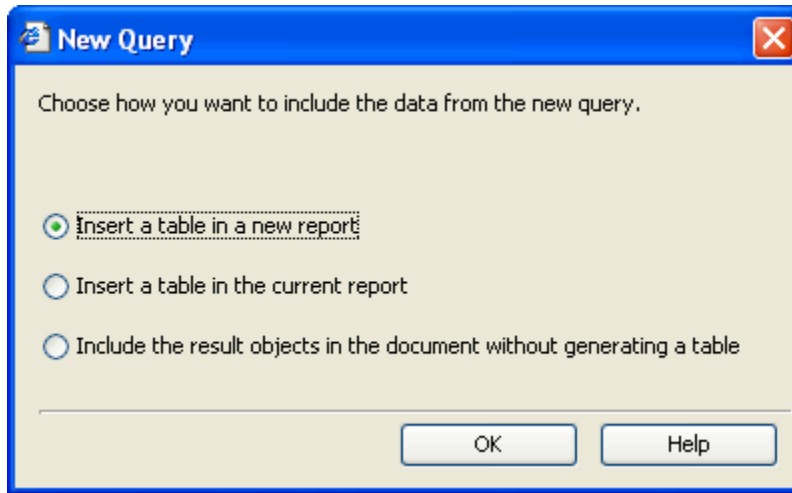 New Query
Choose how you want to include the data from the new query.
Insert a table in a new report
Insert a table in the current report
Include the result objects in the document without generating a table
OK
Help